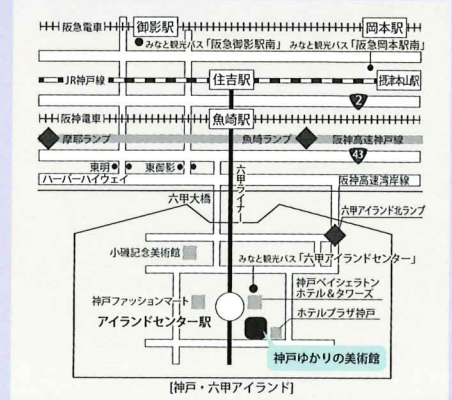 阪急電車
御影駅
岡本駅
みなと観光バス「阪急御影駅南」
みなと観光バス「阪急岡本駅南」
JR神戸線
住吉駅
摂津本山駅
2
阪神電車
魚崎駅
摩耶ランプ
魚崎ランプ
阪神高速神戸線
43
東明
東御影
ハーバーハイウェイ
六甲ライナー
阪神高速湾岸線
六甲大橋
六甲アイランド北ランプ
小磯記念美術館
みなと観光バス「六甲アイランドセンター」
神戸ベイシェラトン
ホテル&タワーズ
神戸ファッションマート
アイランドセンター駅
ホテルプラザ神戸
神戸ゆかりの美術館
[神戸・六甲アイランド]